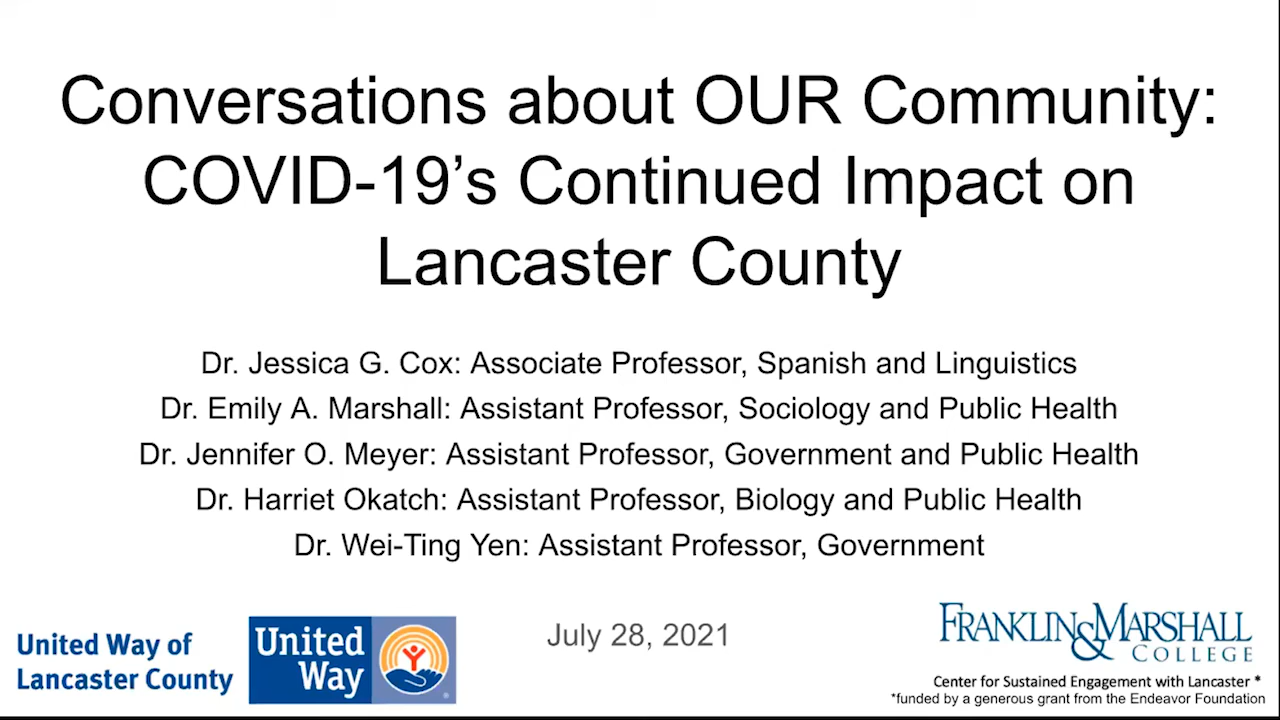 Conversations about OUR Community:
COVID-19’s Continued Impact on
Lancaster County
Dr. Jessica G. Cox: Associate Professor, Spanish and Linguistics
Dr. Emily A. Marshall: Assistant Professor, Sociology and Public Health
Dr. Jennifer O. Meyer: Assistant Professor, Government and Public Health
Dr. Harriet Okatch: Assistant Professor, Biology and Public Health
Dr. Wei-Ting Yen: Assistant Professor, Government
United Way of
Lancaster County
United
Way
July 28, 2021
FRANKLIN & MARSHALL
COLLEGE
Center for Sustained Engagement with Lancaster *
*funded by a generous grant from the Endeavor Foundation